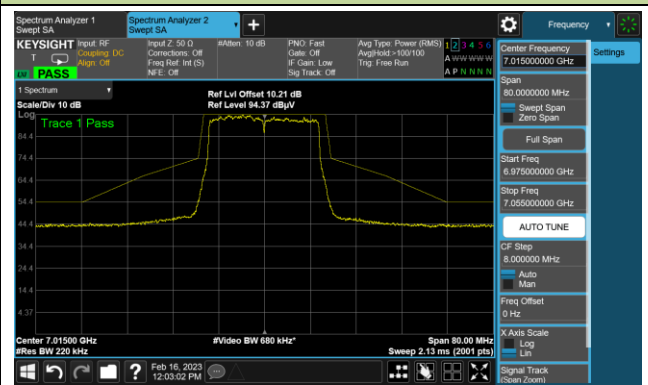 Spectrum Analyzer 1
Swept SA
Spectrum Analyzer 2
Swept SA
+
Frequency
KEYSIGHT
T
LXI
PASS
Input: RF
Coupling: DC
Align: Off
Input Z: 50 Ω
Corrections: Off
Freq Ref: Int (S)
NFE: Off
#Atten: 10 dB
PNO: Fast
Gate: Off
IF Gain: Low
Sig Track: Off
Avg Type: Power (RMS)
Avg|Hold:>100/100
Trig: Free Run
1 2 3 4 5 6
A W W W W W
A P N N N N
1 Spectrum
Scale/Div 10 dB
Ref Lvl Offset 10.21 dB
Ref Level 94.37 dBµV
Log
Trace 1 Pass
84.4
74.4
64.4
54.4
44.4
34.4
24.4
14.4
4.37
Center 7.01500 GHz
#Res BW 220 kHz
#Video BW 680 kHz*
Span 80.00 MHz
Sweep 2.13 ms (2001 pts)
Feb 16, 2023
12:03:02 PM
Center Frequency
7.015000000 GHz
Settings
Span
80.0000000 MHz
Swept Span
Zero Span
Full Span
Start Freq
6.975000000 GHz
Stop Freq
7.055000000 GHz
AUTO TUNE
CF Step
8.000000 MHz
Auto
Man
Freq Offset
0 Hz
X Axis Scale
Log
Lin
Signal Track
(Span Zoom)